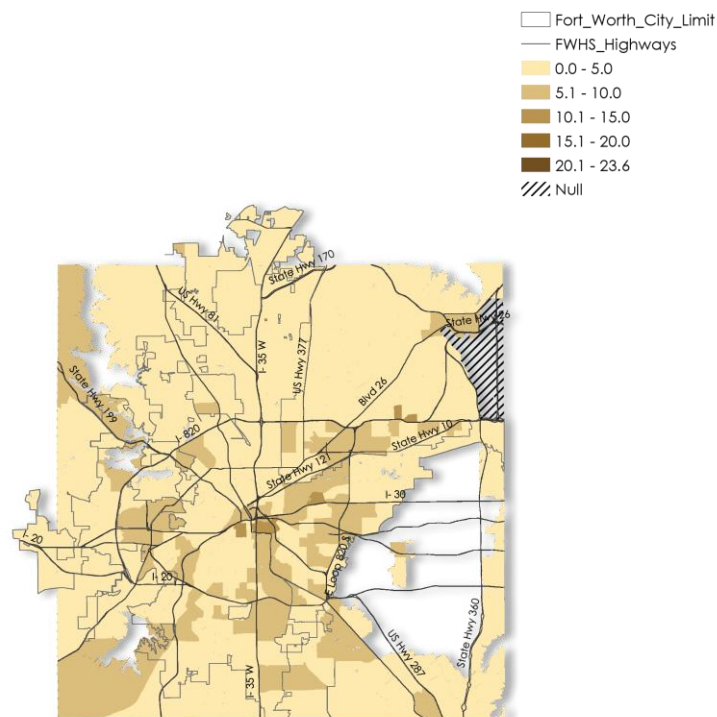 Fort_Worth_City_Limit
FWHS_Highways
0.0 - 5.0
5.1 - 10.0
10.1 - 15.0
15.1 - 20.0
20.1 - 23.6
Null
State Hwy 170
US Hwy 81
State Hwy 26
I- 35 W
US Hwy 377
Blvd 26
State Hwy 199
I- 820
State Hwy 10
State Hwy 121
I- 30
I- 20
E Loop 820 S
I- 20
US Hwy 287
State Hwy 360
I- 35 W